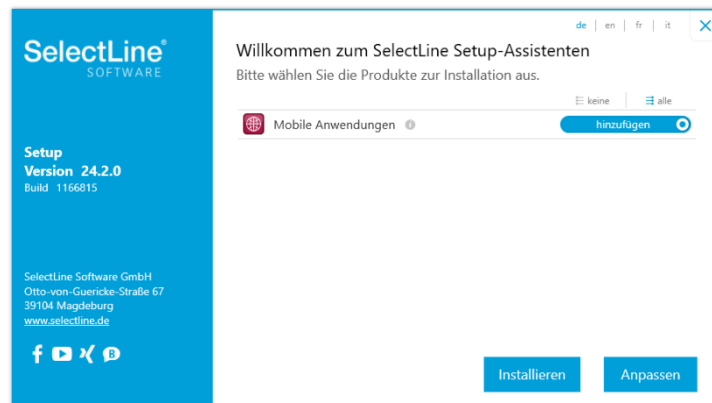 SelectLine®
SOFTWARE
Setup
Version 24.2.0
Build 1166815
SelectLine Software GmbH
Otto-von-Guericke-Straße 67
39104 Magdeburg
www.selectline.de
de | en | fr | it
Willkommen zum SelectLine Setup-Assistenten
Bitte wählen Sie die Produkte zur Installation aus.
keine | alle
Mobile Anwendungen
hinzufügen
Installieren
Anpassen